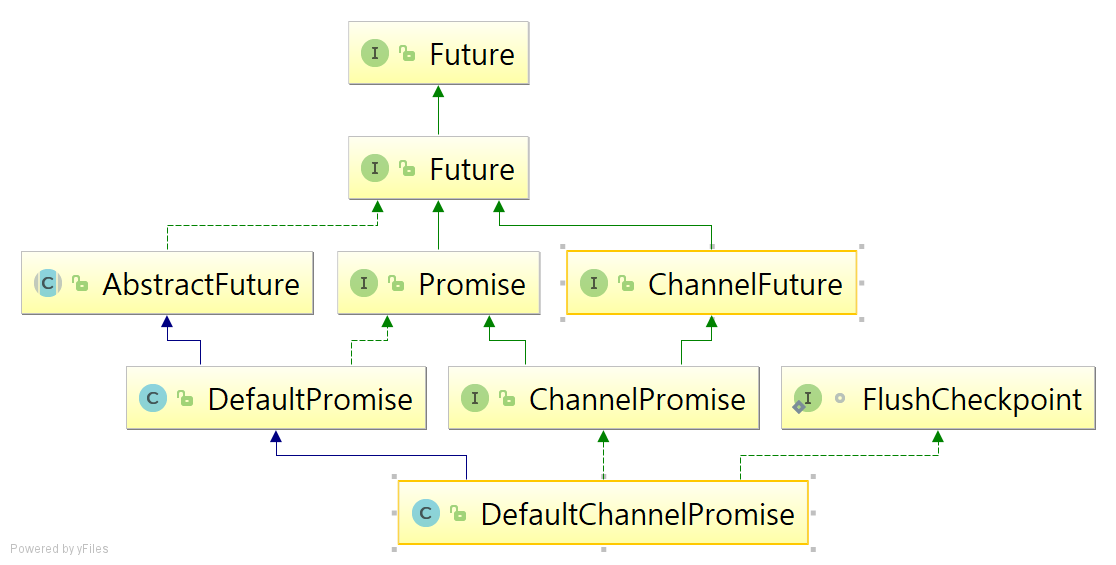 I Future
I Future
C AbstractFuture
I Promise
I ChannelFuture
C DefaultPromise
I ChannelPromise
I FlushCheckpoint
C DefaultChannelPromise
Powered by yFiles